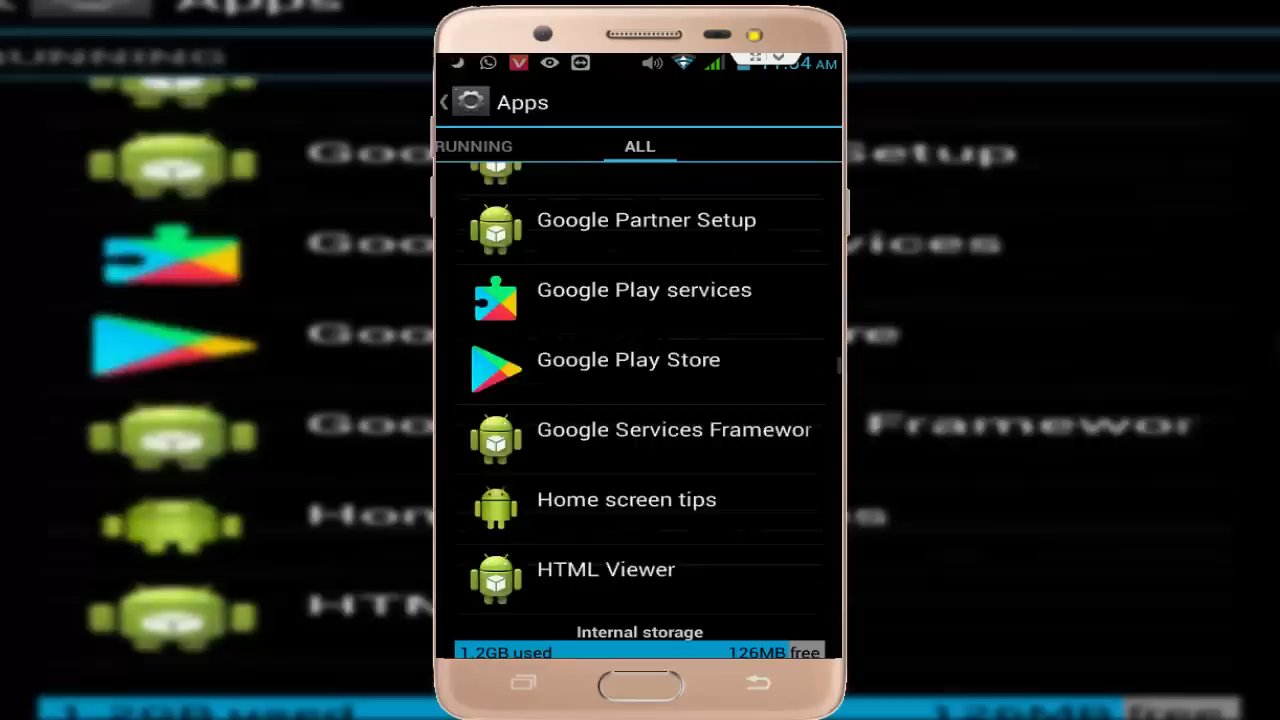 AM
Apps
RUNNING
ALL
Google Partner Setup
Google Play services
Google Play Store
Google Services Framewor
Home screen tips
HTML Viewer
Internal storage
1.2GB used
126MB free